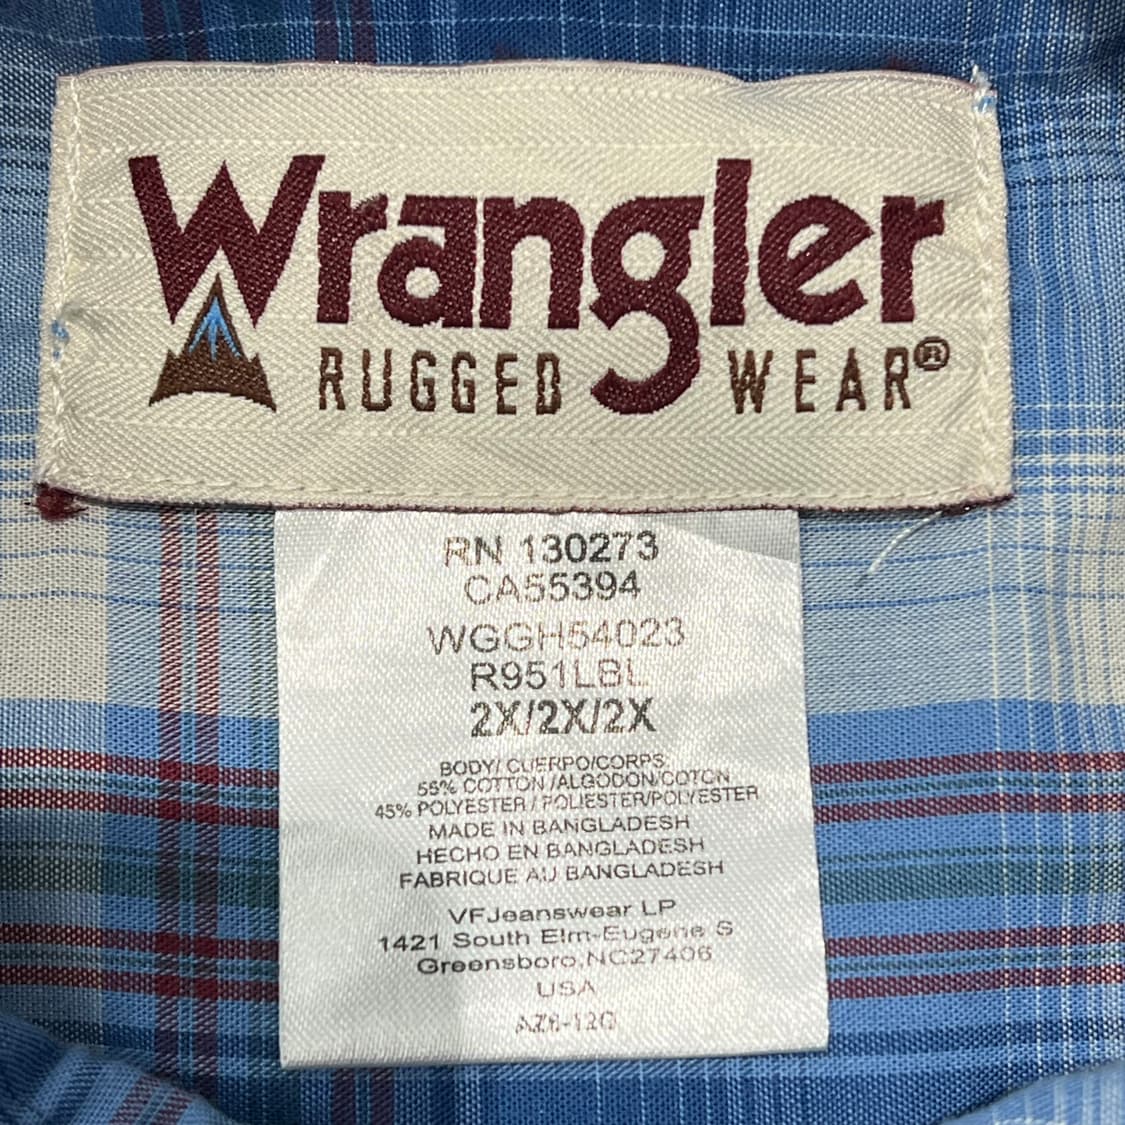 Wrangler
RUGGED WEAR®
RN 130273
CA55394
WGGH54023
R951LBL
2X/2X/2X
BODY/ CUERPO/CORPS
55% COTTON /ALGODON/COTON
45% POLYESTER / POLIESTER/POLYESTER
MADE IN BANGLADESH
HECHO EN BANGLADESH
FABRIQUE AU BANGLADESH
VFJeanswear LP
1421 South Elm-Eugene S
Greensboro,NC27406
USA